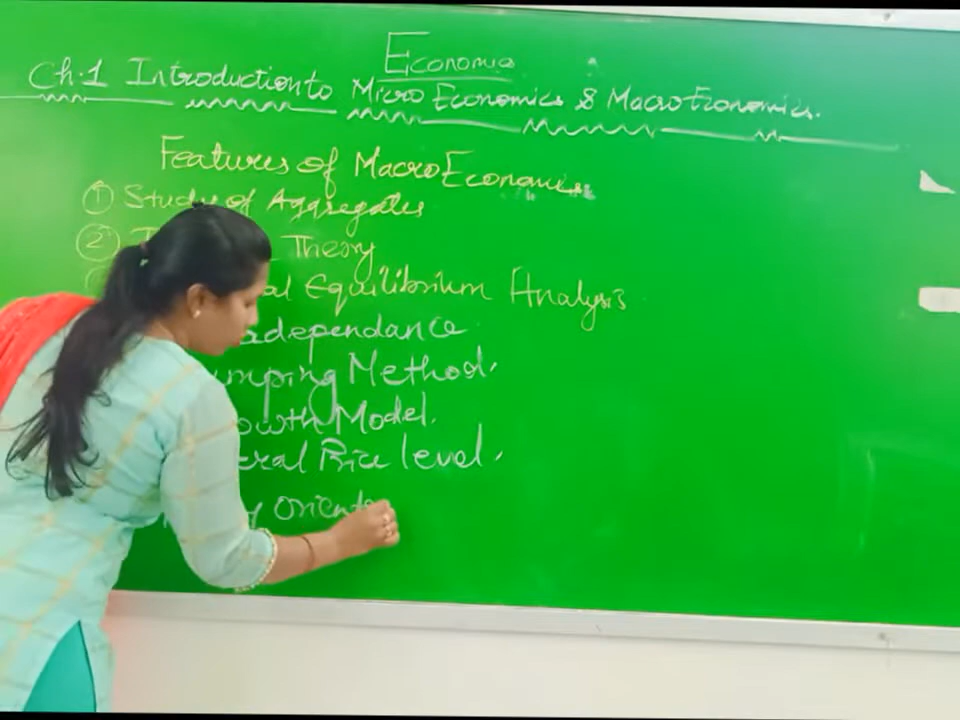 Economics
Ch.1 Introduction to Micro Economics & Macro Economics.
Features of Macro Economics
① Study of Aggregates
② Theory
al Equilibrium Analysis
dependance
mping Method.
owth Model.
eral Price level.
y Orient